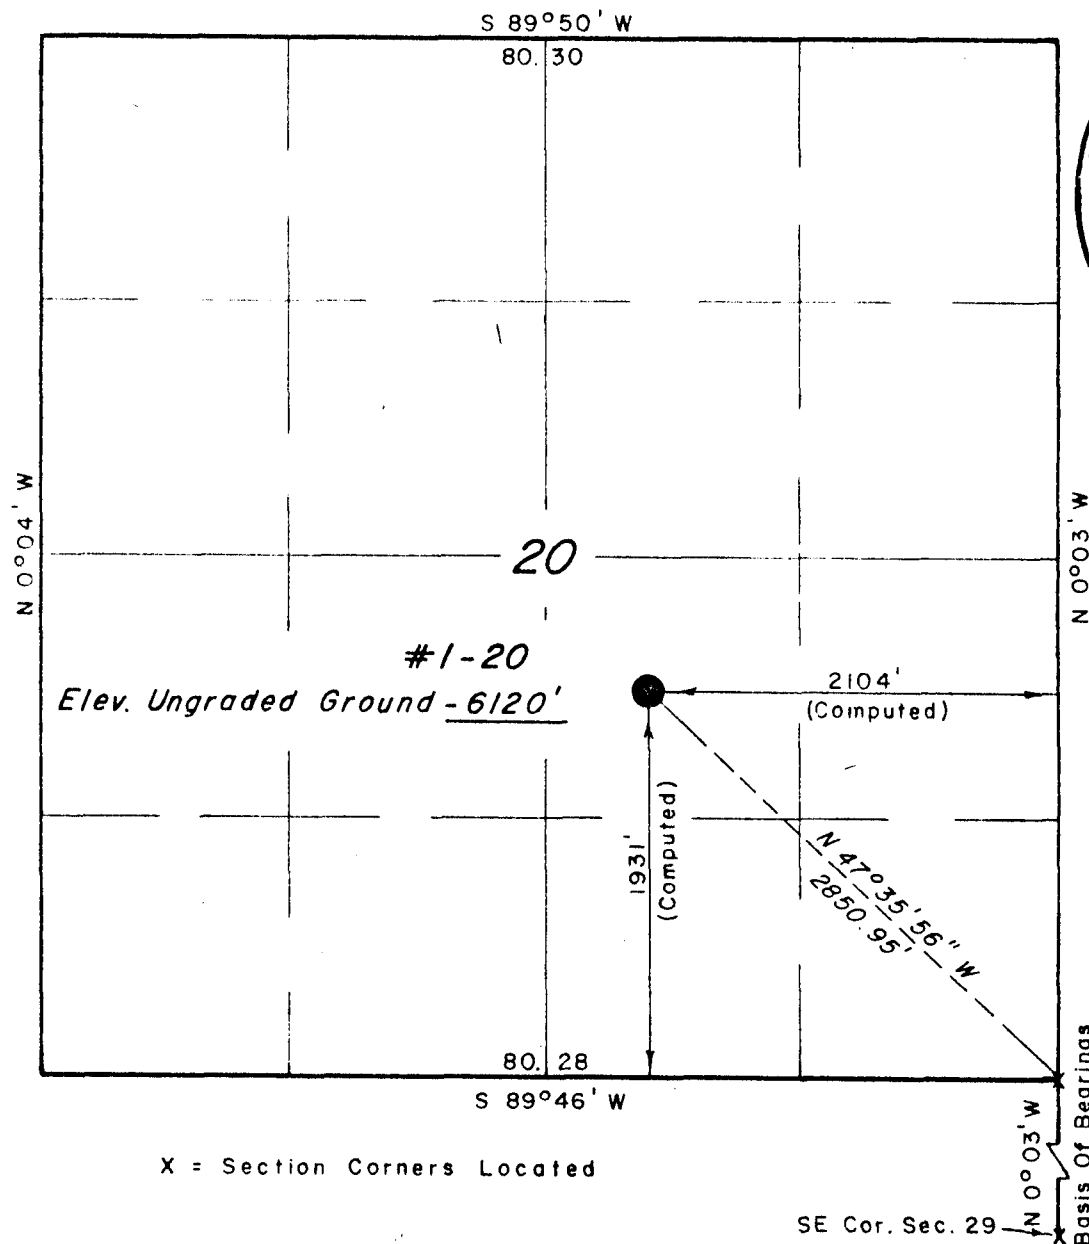 S 89°50' W
80.30
N 0°04' W
N 0°03' W
20
#1-20
Elev. Ungraded Ground - 6120'
2104'
(Computed)
1931'
(Computed)
N 47°35'56" W
2850.95'
80.28
S 89°46' W
X = Section Corners Located
N 0°03' W
Basis Of Bearings
SE Cor. Sec. 29